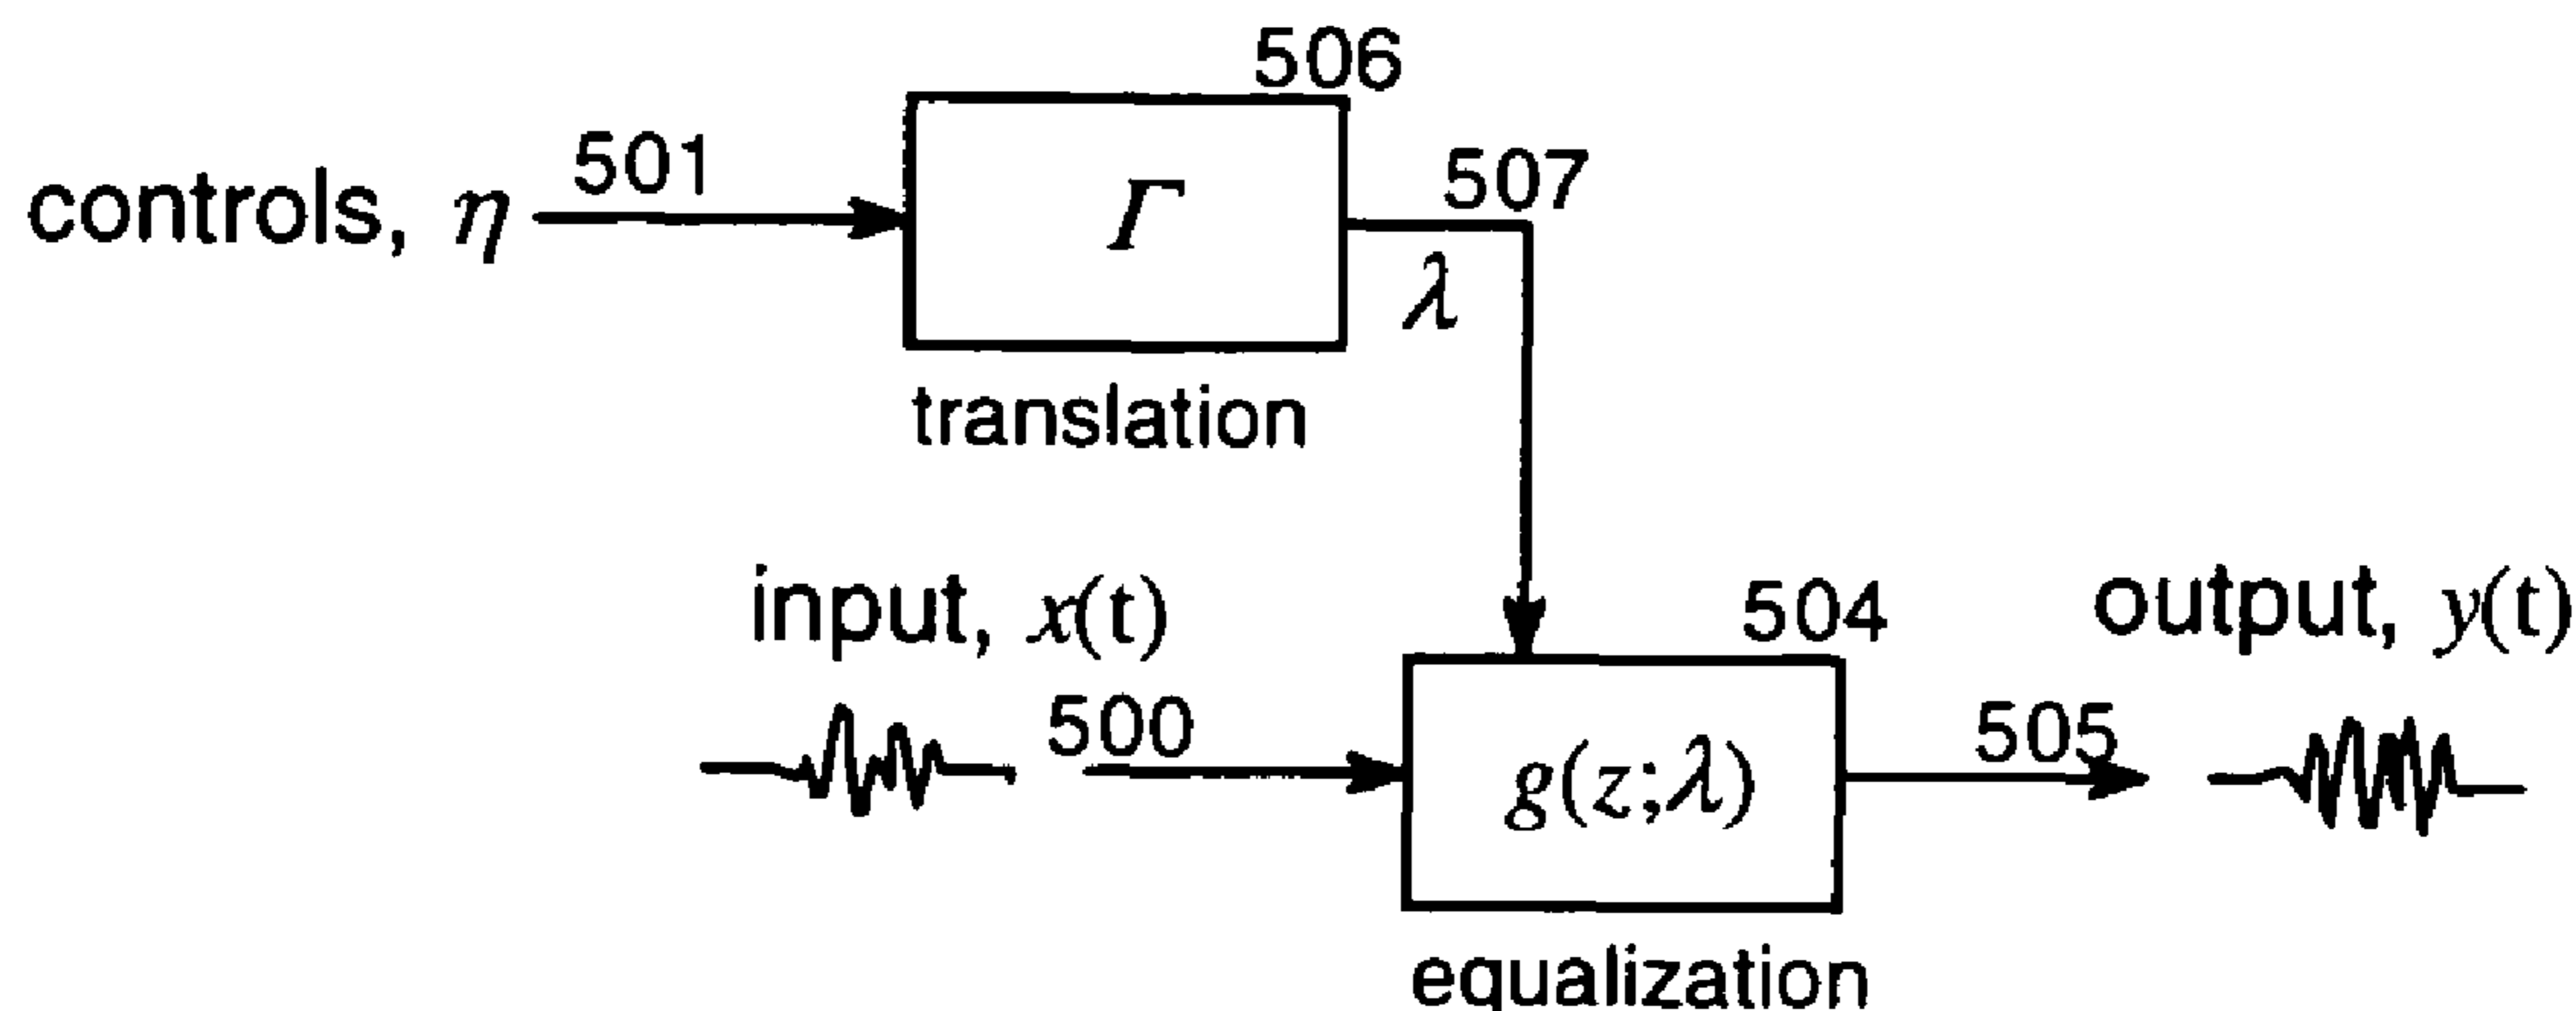 506
controls, η 501
Γ
507
λ
translation
input, x(t)
504
output, y(t)
500
505
g(z;λ)
equalization